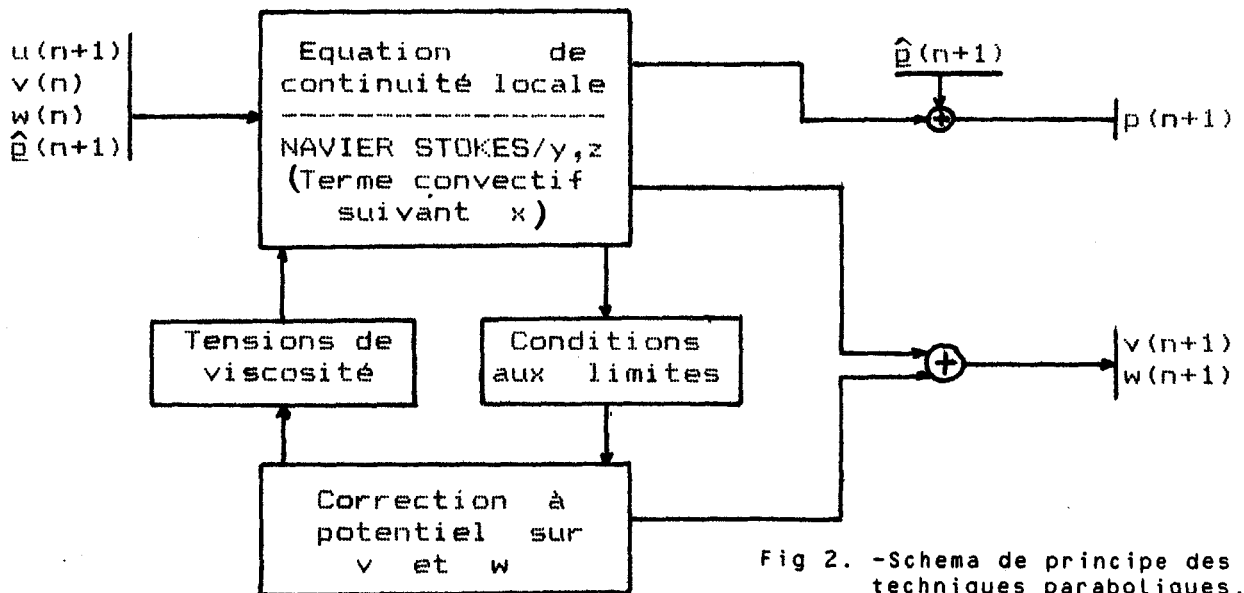 u(n+1)
v(n)
w(n)
p̂(n+1)
Equation de
continuité locale
NAVIER STOKES/y,z
(Terme convectif
suivant x)
p̂(n+1)
+
p(n+1)
Tensions de
viscosité
Conditions
aux limites
+
v(n+1)
w(n+1)
Correction à
potentiel sur
v et w
Fig 2. -Schema de principe des
techniques paraboliques.